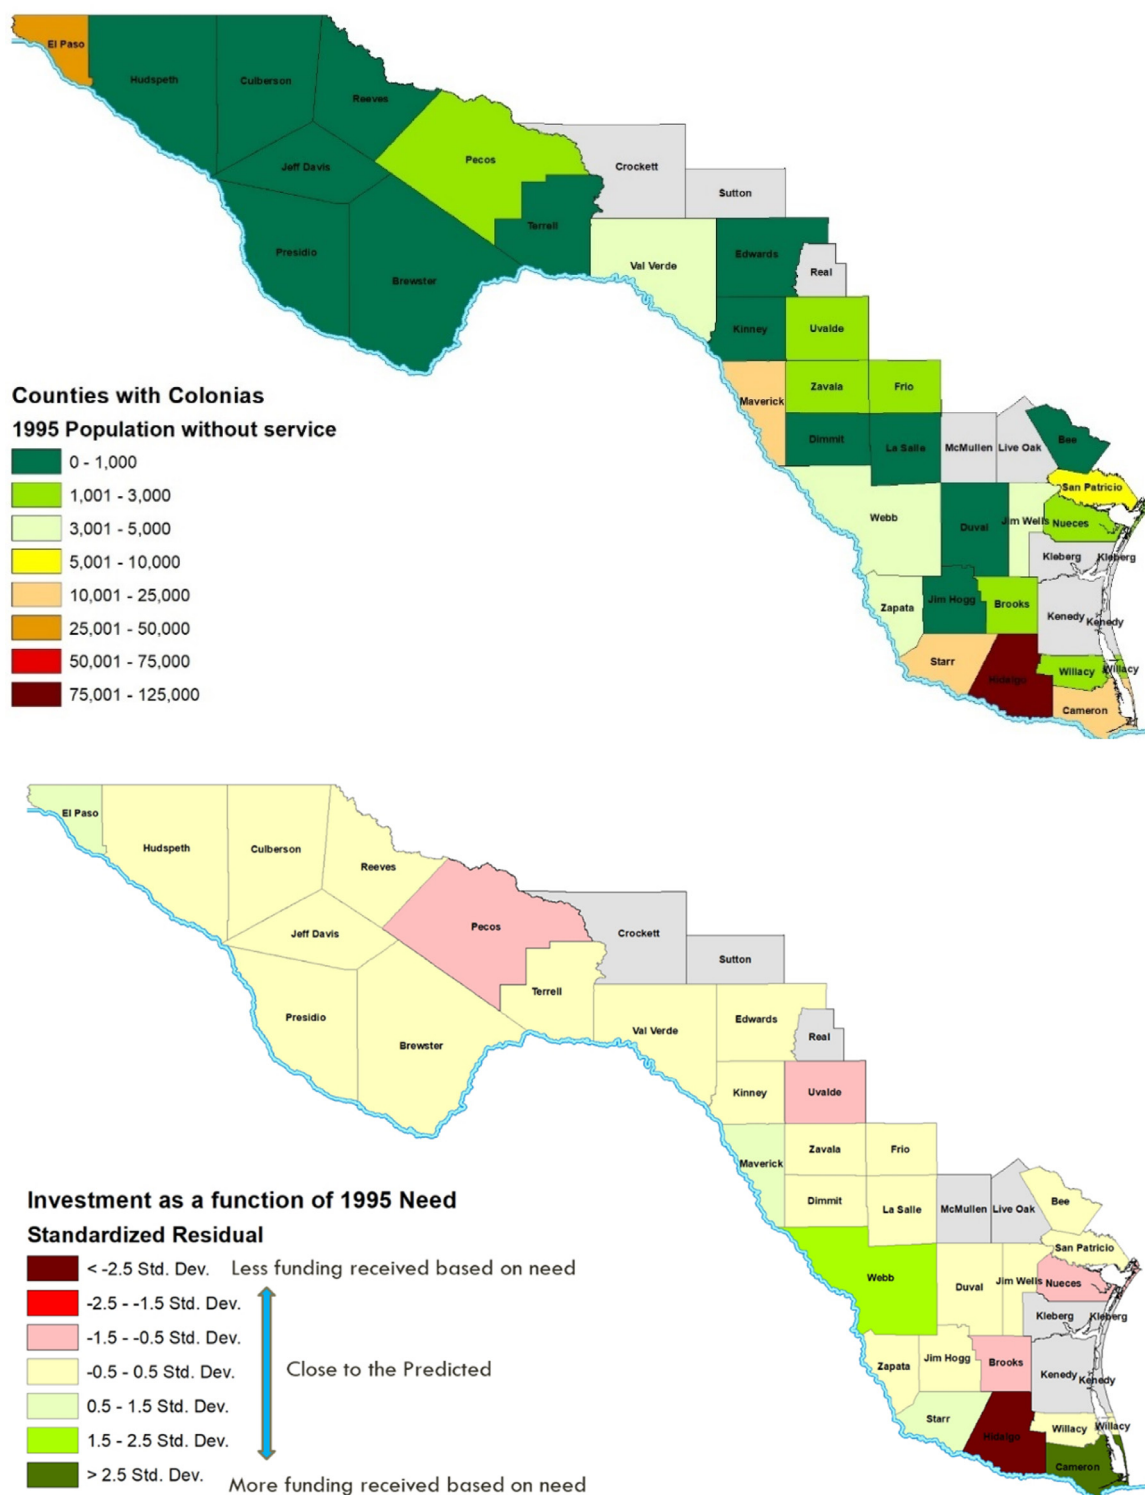 El Paso
Hudspeth
Culberson
Reeves
Jeff Davis
Pecos
Crockett
Sutton
Presidio
Brewster
Terrell
Val Verde
Edwards
Real
Kinney
Uvalde
Maverick
Zavala
Frio
Dimmit
La Salle
McMullen
Live Oak
Bee
San Patricio
Webb
Duval
Jim Wells
Nueces
Kleberg
Kleberg
Zapata
Jim Hogg
Brooks
Kenedy
Kenedy
Starr
Hidalgo
Willacy
Willacy
Cameron
Counties with Colonias
1995 Population without service
0 - 1,000
1,001 - 3,000
3,001 - 5,000
5,001 - 10,000
10,001 - 25,000
25,001 - 50,000
50,001 - 75,000
75,001 - 125,000
El Paso
Hudspeth
Culberson
Reeves
Jeff Davis
Pecos
Crockett
Sutton
Presidio
Brewster
Terrell
Val Verde
Edwards
Real
Kinney
Uvalde
Maverick
Zavala
Frio
Dimmit
La Salle
McMullen
Live Oak
Bee
San Patricio
Webb
Duval
Jim Wells
Nueces
Kleberg
Kleberg
Zapata
Jim Hogg
Brooks
Kenedy
Kenedy
Starr
Hidalgo
Willacy
Willacy
Cameron
Investment as a function of 1995 Need
Standardized Residual
< -2.5 Std. Dev. Less funding received based on need
-2.5 - -1.5 Std. Dev.
-1.5 - -0.5 Std. Dev.
-0.5 - 0.5 Std. Dev. Close to the Predicted
0.5 - 1.5 Std. Dev.
1.5 - 2.5 Std. Dev.
> 2.5 Std. Dev. More funding received based on need